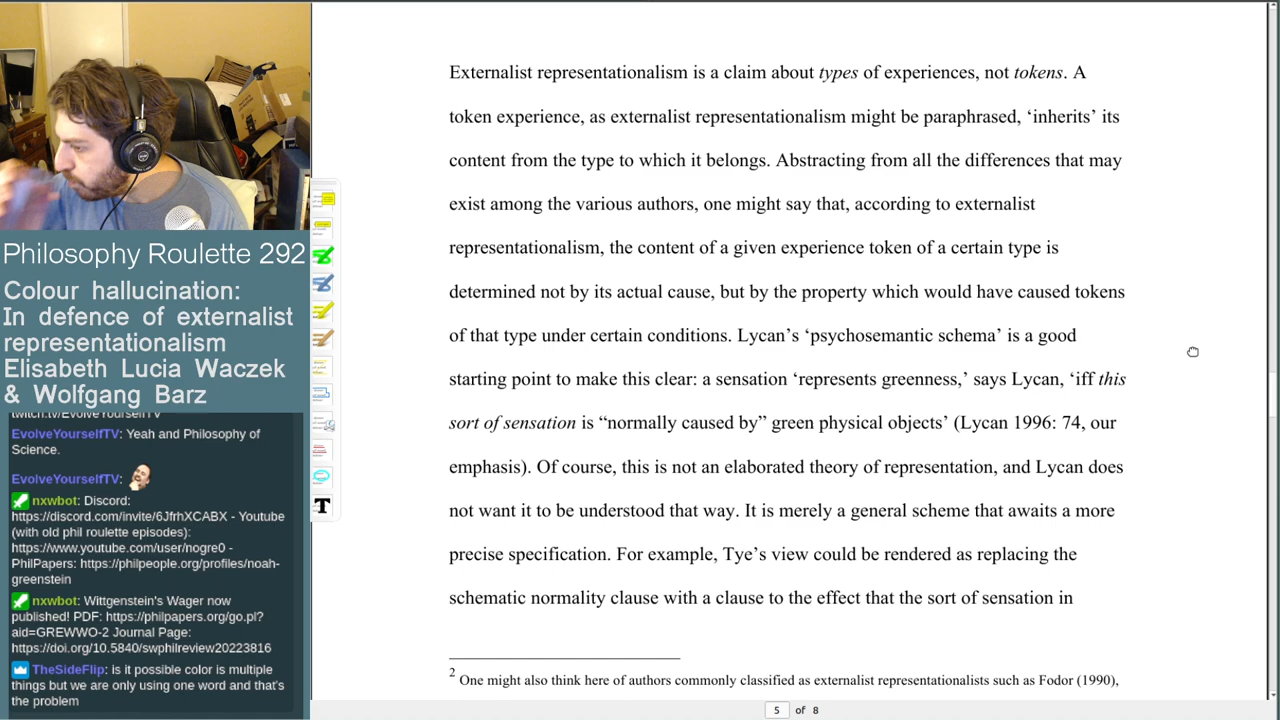 Philosophy Roulette 292
Colour hallucination:
In defence of externalist
representationalism
Elisabeth Lucia Waczek
& Wolfgang Barz
twitch.tv/EvolveYourselfTV
EvolveYourselfTV: Yeah and Philosophy of
Science
EvolveYourselfTV:
nxwbot: Discord:
https://discord.com/invite/6JfrhXCABX - Youtube
(with old phil roulette episodes):
https://www.youtube.com/user/nogre0 -
PhilPapers: https://philpeople.org/profiles/noah-
greenstein
nxwbot: Wittgenstein's Wager now
published! PDF: https://philpapers.org/go.pl?
aid=GREWWO-2 Journal Page:
https://doi.org/10.5840/swphilreview20223816
TheSideFlip: is it possible color is multiple
things but we are only using one word and that's
the problem
T
Externalist representationalism is a claim about types of experiences, not tokens. A
token experience, as externalist representationalism might be paraphrased, ‘inherits’ its
content from the type to which it belongs. Abstracting from all the differences that may
exist among the various authors, one might say that, according to externalist
representationalism, the content of a given experience token of a certain type is
determined not by its actual cause, but by the property which would have caused tokens
of that type under certain conditions. Lycan’s ‘psychosemantic schema’ is a good
starting point to make this clear: a sensation ‘represents greenness,’ says Lycan, ‘iff this
sort of sensation is “normally caused by” green physical objects’ (Lycan 1996: 74, our
emphasis). Of course, this is not an elaborated theory of representation, and Lycan does
not want it to be understood that way. It is merely a general scheme that awaits a more
precise specification. For example, Tye’s view could be rendered as replacing the
schematic normality clause with a clause to the effect that the sort of sensation in
2 One might also think here of authors commonly classified as externalist representationalists such as Fodor (1990),
5 of 8